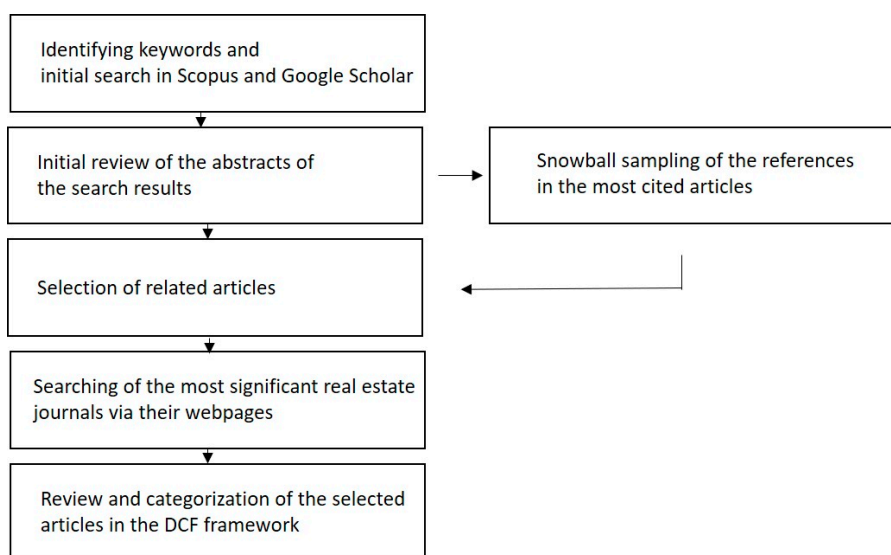 Identifying keywords and
initial search in Scopus and Google Scholar
Initial review of the abstracts of
the search results
Snowball sampling of the references
in the most cited articles
Selection of related articles
Searching of the most significant real estate
journals via their webpages
Review and categorization of the selected
articles in the DCF framework